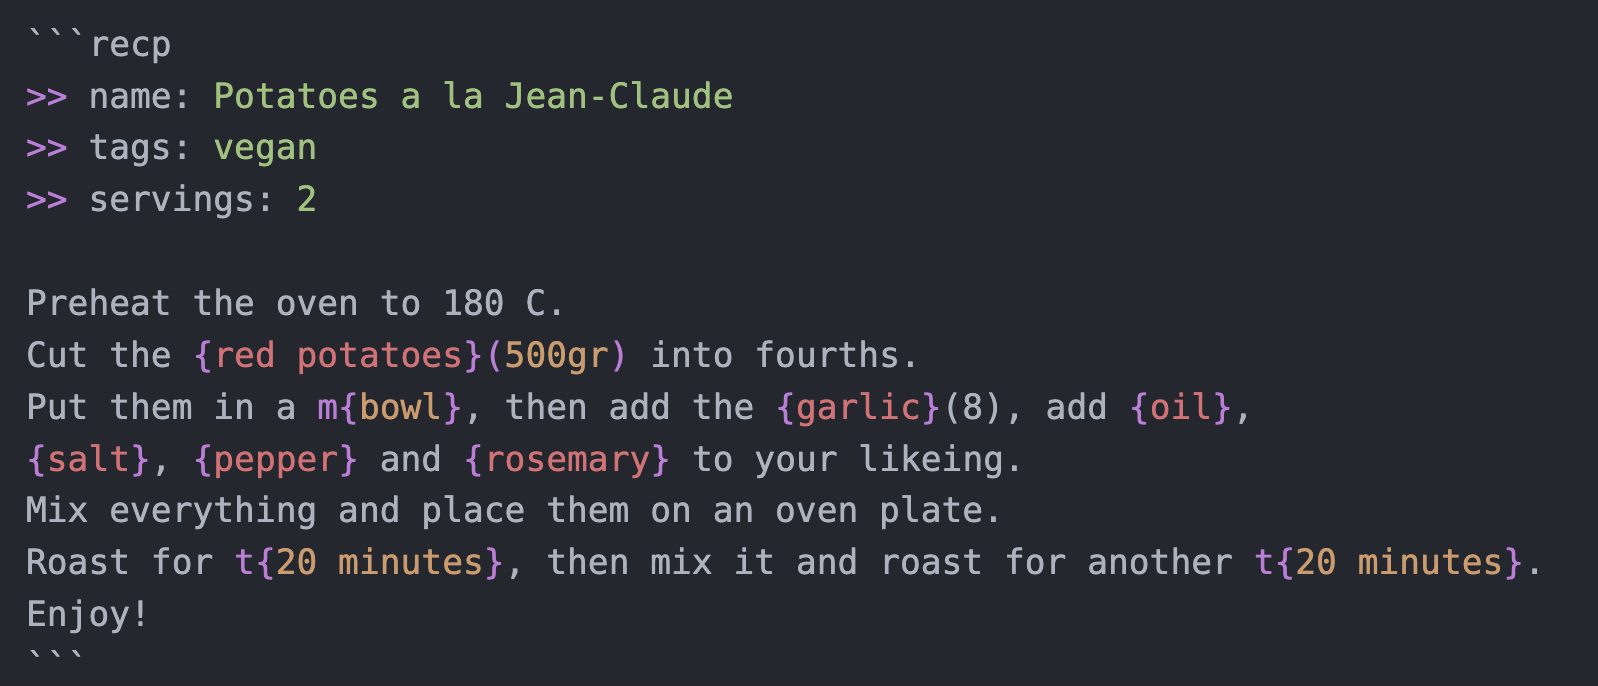 ```recp
>> name: Potatoes a la Jean-Claude
>> tags: vegan
>> servings: 2
Preheat the oven to 180 C.
Cut the {red potatoes}(500gr) into fourths.
Put them in a m{bowl}, then add the {garlic}(8), add {oil},
{salt}, {pepper} and {rosemary} to your likeing.
Mix everything and place them on an oven plate.
Roast for t{20 minutes}, then mix it and roast for another t{20 minutes}.
Enjoy!
```